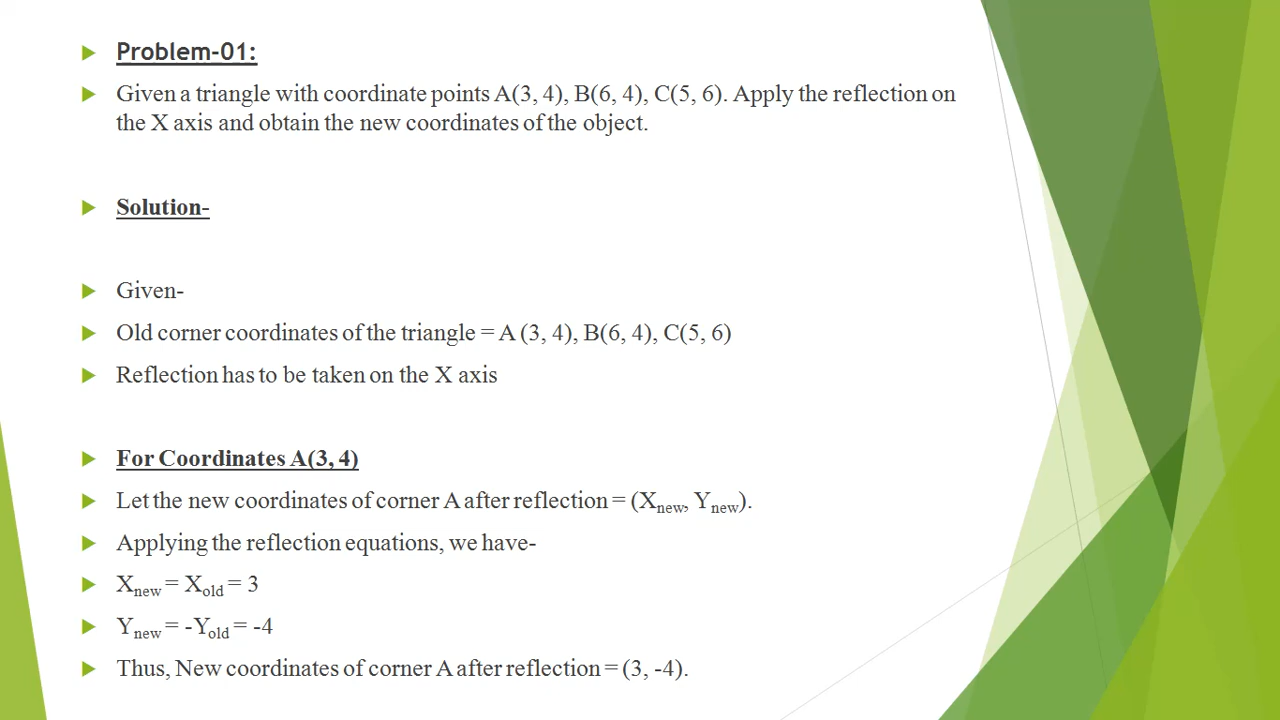 Problem-01:
Given a triangle with coordinate points A(3, 4), B(6, 4), C(5, 6). Apply the reflection on
the X axis and obtain the new coordinates of the object.
Solution-
Given-
Old corner coordinates of the triangle = A (3, 4), B(6, 4), C(5, 6)
Reflection has to be taken on the X axis
For Coordinates A(3, 4)
Let the new coordinates of corner A after reflection = (Xnew, Ynew).
Applying the reflection equations, we have-
Xnew = Xold = 3
Ynew = -Yold = -4
Thus, New coordinates of corner A after reflection = (3, -4).